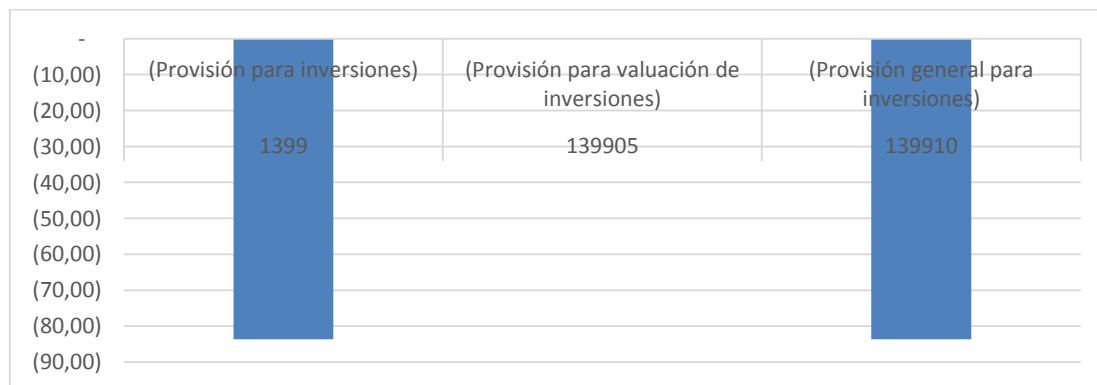 -
(10,00)
(20,00)
(30,00)
(40,00)
(50,00)
(60,00)
(70,00)
(80,00)
(90,00)
(Provisión para inversiones)
1399
(Provisión para valuación de
inversiones)
139905
(Provisión general para
inversiones)
139910